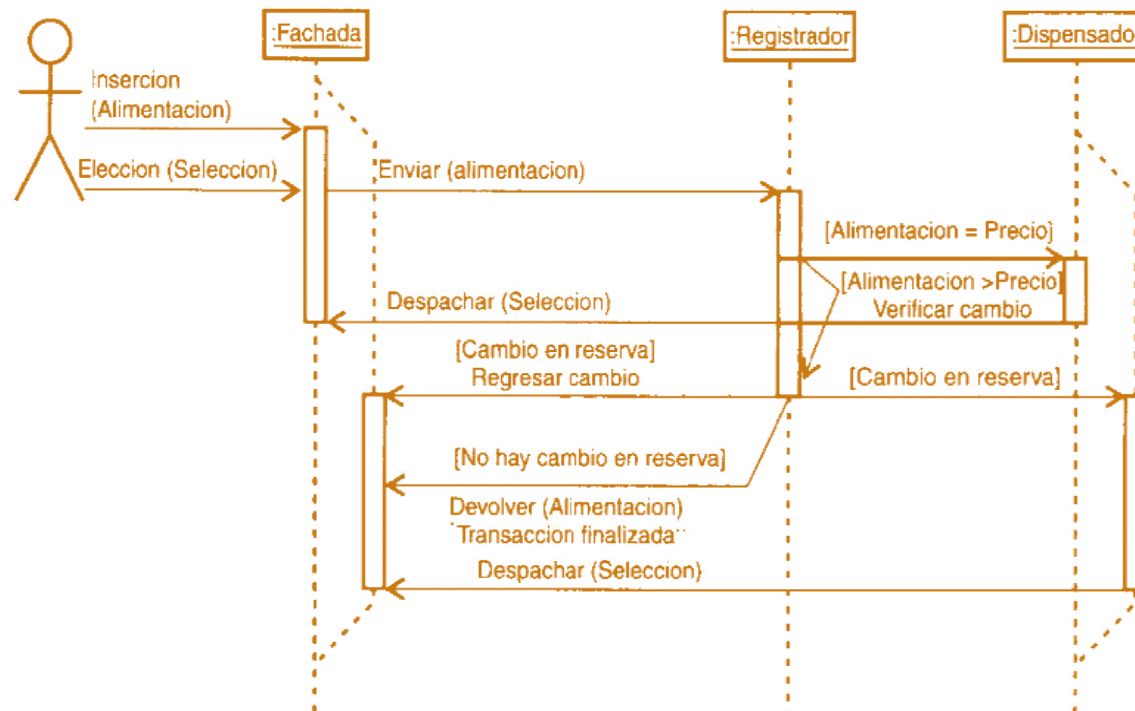 :Fachada
:Registrador
:Dispensado
Insercion
(Alimentacion)
Eleccion (Seleccion)
Enviar (alimentacion)
[Alimentacion = Precio]
[Alimentacion >Precio]
Verificar cambio
Despachar (Seleccion)
[Cambio en reserva]
Regresar cambio
[Cambio en reserva]
[No hay cambio en reserva]
Devolver (Alimentacion)
"Transaccion finalizada"
Despachar (Seleccion)